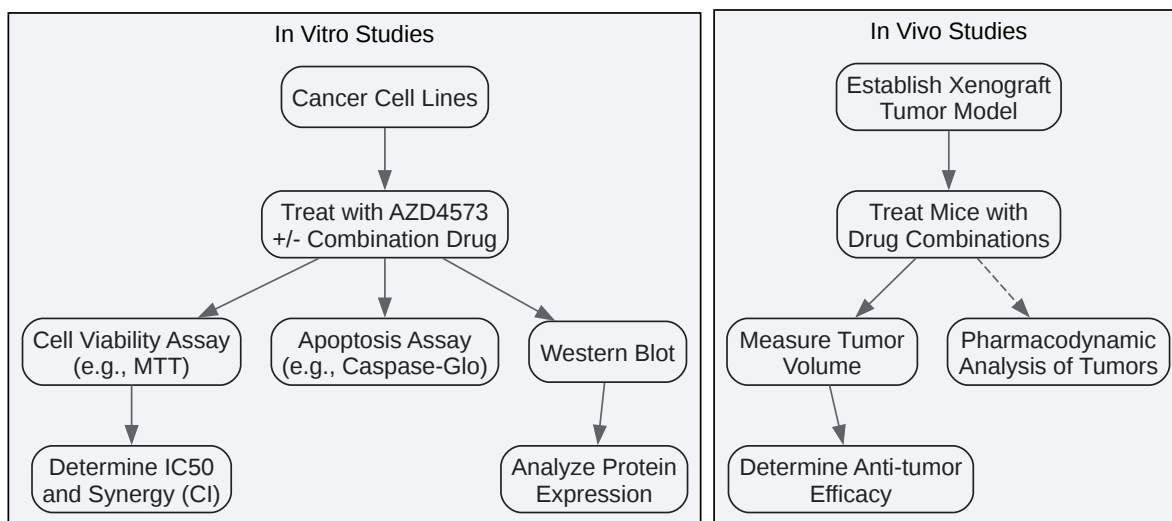 In Vitro Studies
Cancer Cell Lines
Treat with AZD4573
+/- Combination Drug
Cell Viability Assay
(e.g., MTT)
Apoptosis Assay
(e.g., Caspase-Glo)
Western Blot
Determine IC50
and Synergy (CI)
Analyze Protein
Expression
In Vivo Studies
Establish Xenograft
Tumor Model
Treat Mice with
Drug Combinations
Measure Tumor
Volume
Pharmacodynamic
Analysis of Tumors
Determine Anti-tumor
Efficacy